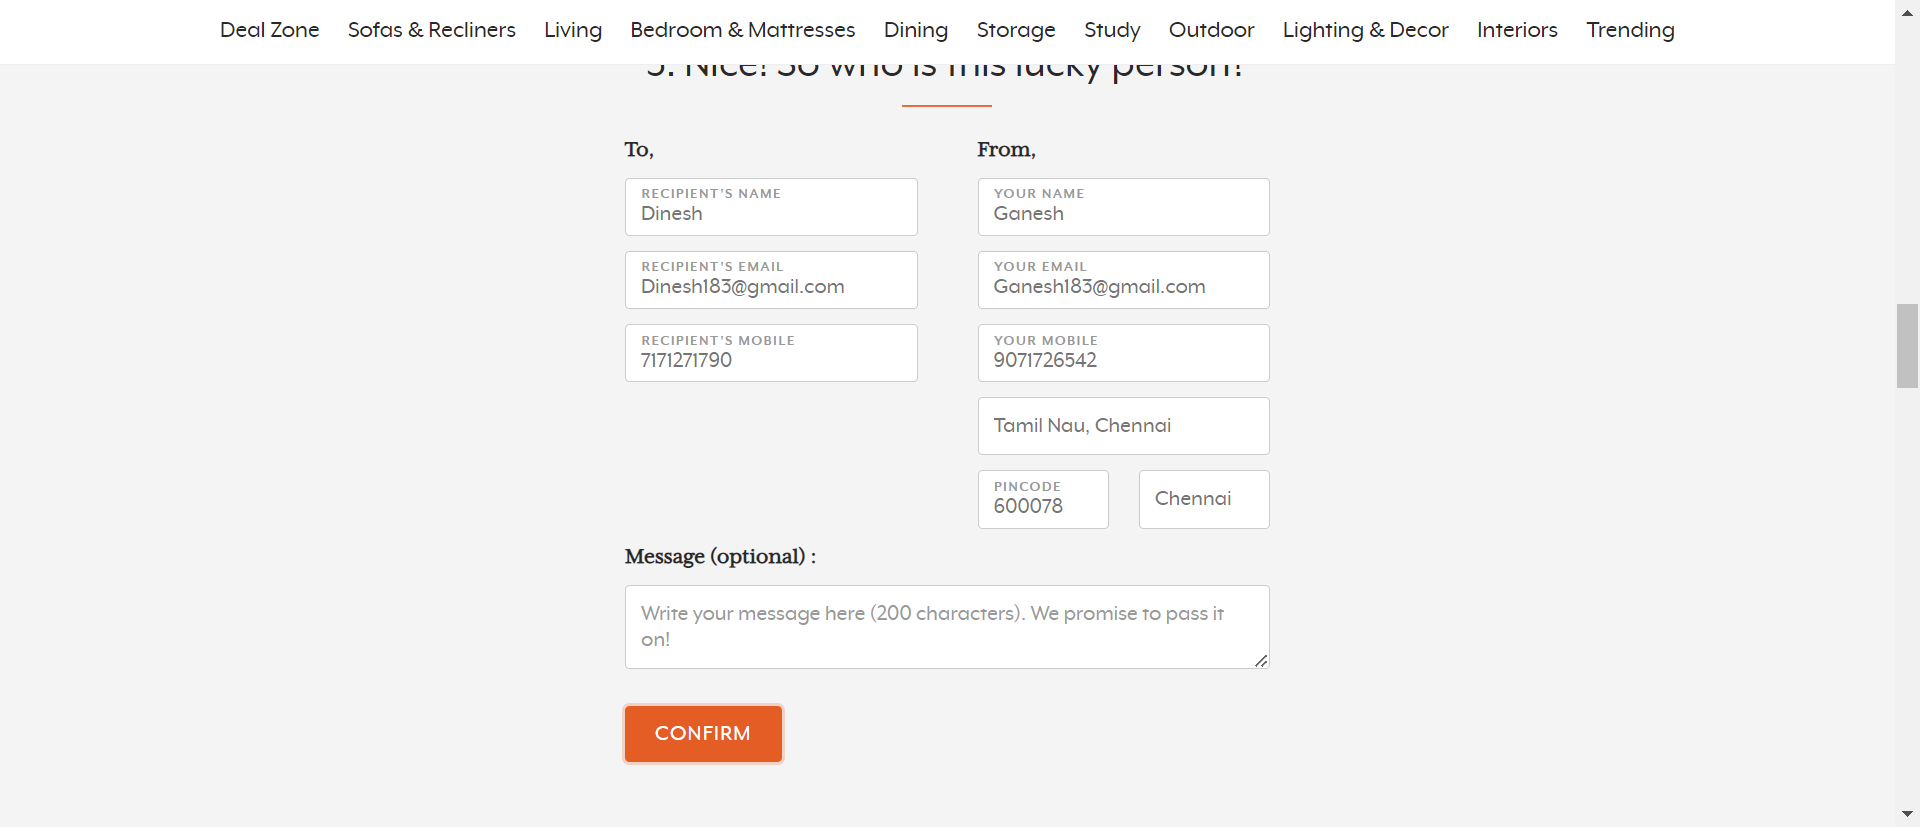 Deal Zone Sofas & Recliners Living Bedroom & Mattresses Dining Storage Study Outdoor Lighting & Decor Interiors Trending
3. Nice! So who is this lucky person?
To,
From,
RECIPIENT'S NAME
Dinesh
YOUR NAME
Ganesh
RECIPIENT'S EMAIL
Dinesh183@gmail.com
YOUR EMAIL
Ganesh183@gmail.com
RECIPIENT'S MOBILE
7171271790
YOUR MOBILE
9071726542
Tamil Nau, Chennai
PINCODE
600078
Chennai
Message (optional) :
Write your message here (200 characters). We promise to pass it
on!
CONFIRM